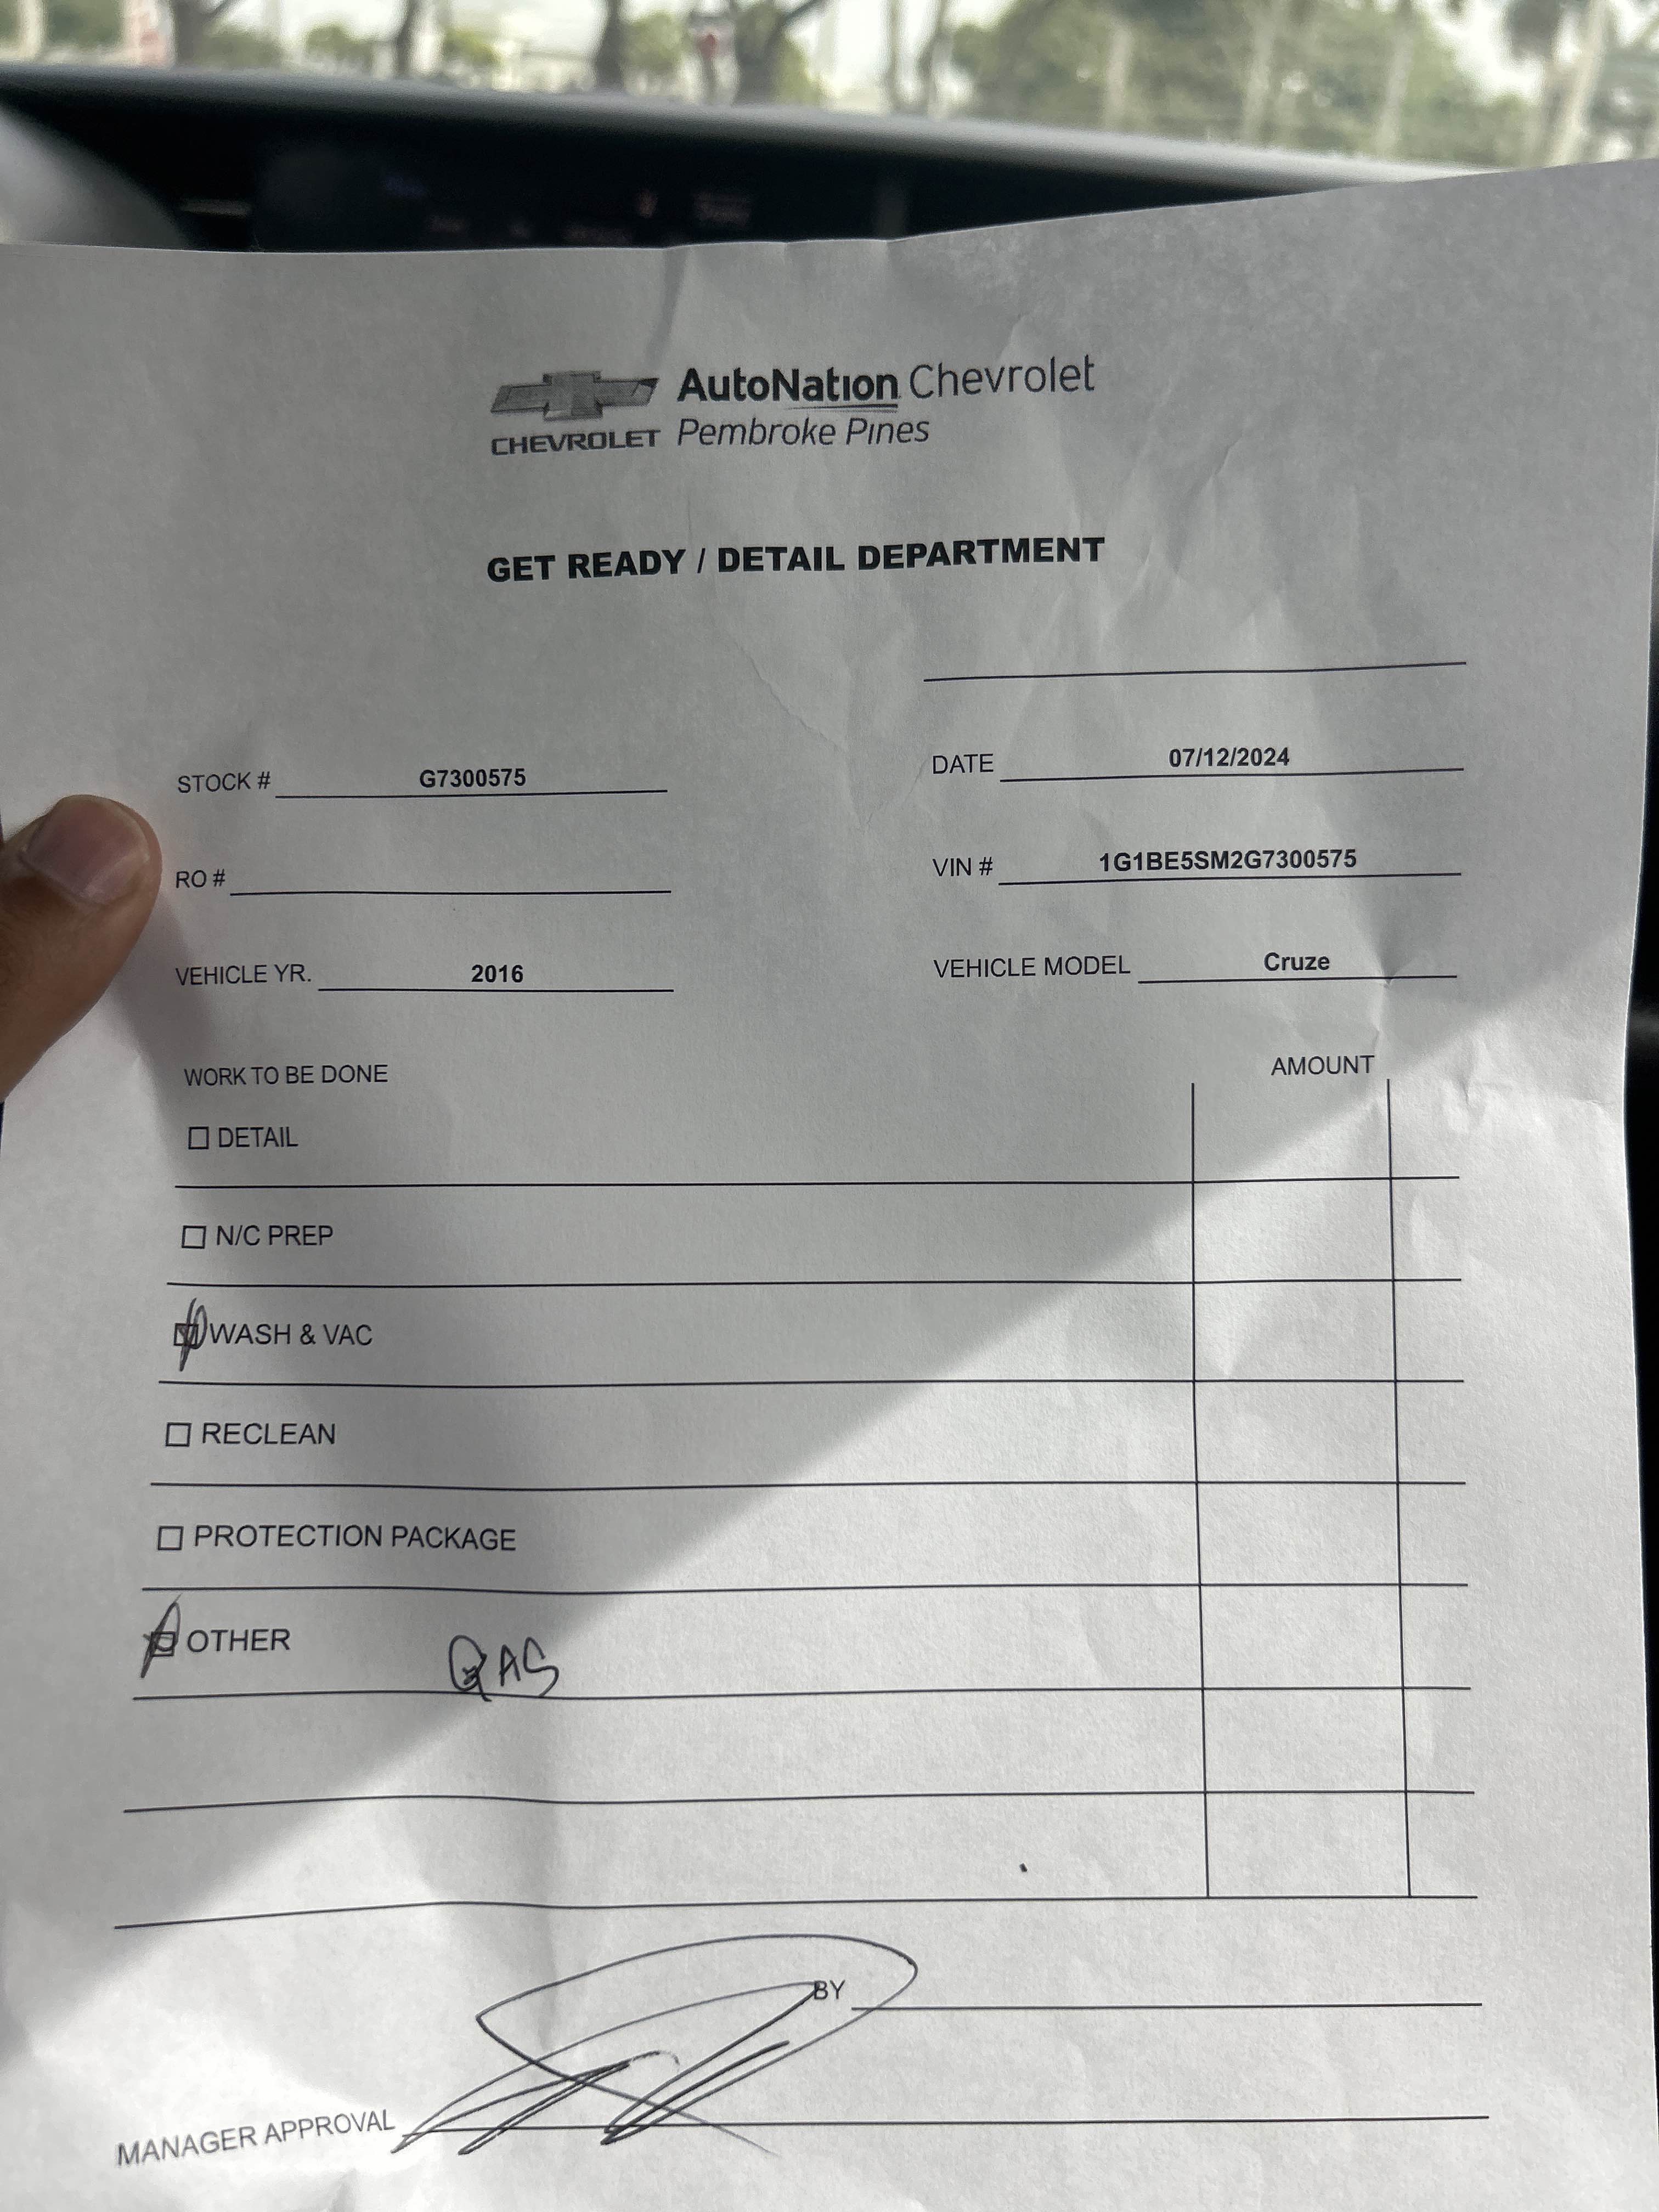 AutoNation Chevrolet
CHEVROLET Pembroke Pines
GET READY / DETAIL DEPARTMENT
STOCK # G7300575
DATE 07/12/2024
RO #
VIN # 1G1BE5SM2G7300575
VEHICLE YR. 2016
VEHICLE MODEL Cruze
WORK TO BE DONE
AMOUNT
DETAIL
N/C PREP
WASH & VAC
RECLEAN
PROTECTION PACKAGE
OTHER GAS
BY
MANAGER APPROVAL